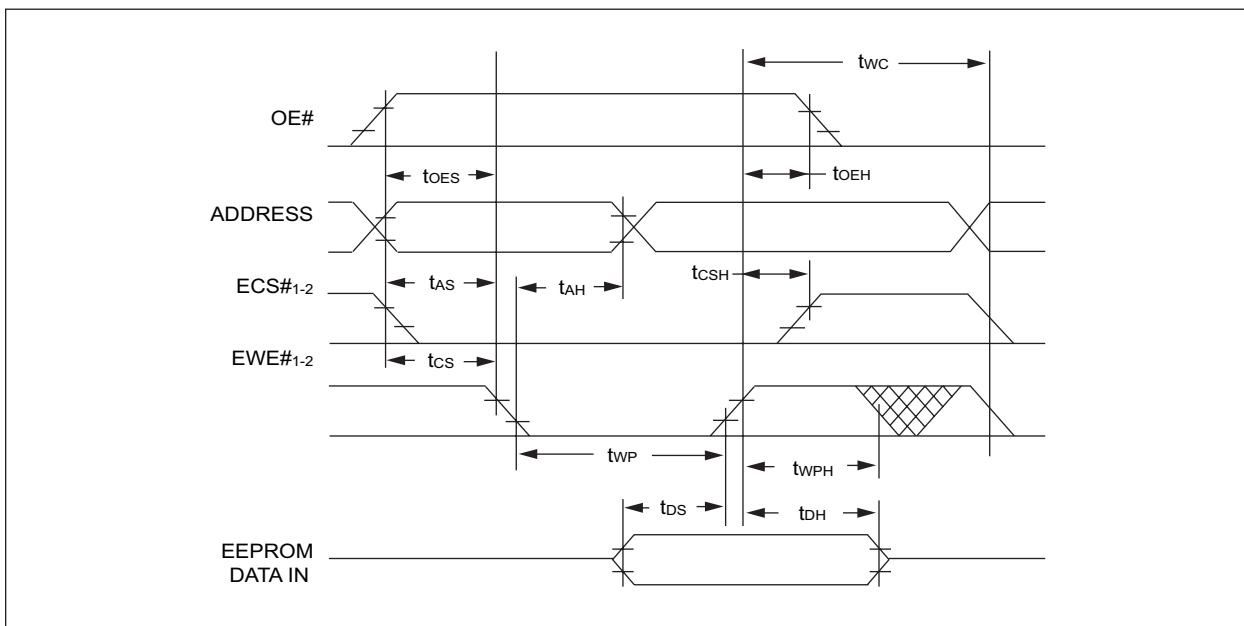 tWC
OE#
tOES
tOEH
ADDRESS
tCSH
tAS
tAH
ECS#1-2
EWE#1-2
tCS
tWP
tWPH
tDS
tDH
EEPROM
DATA IN